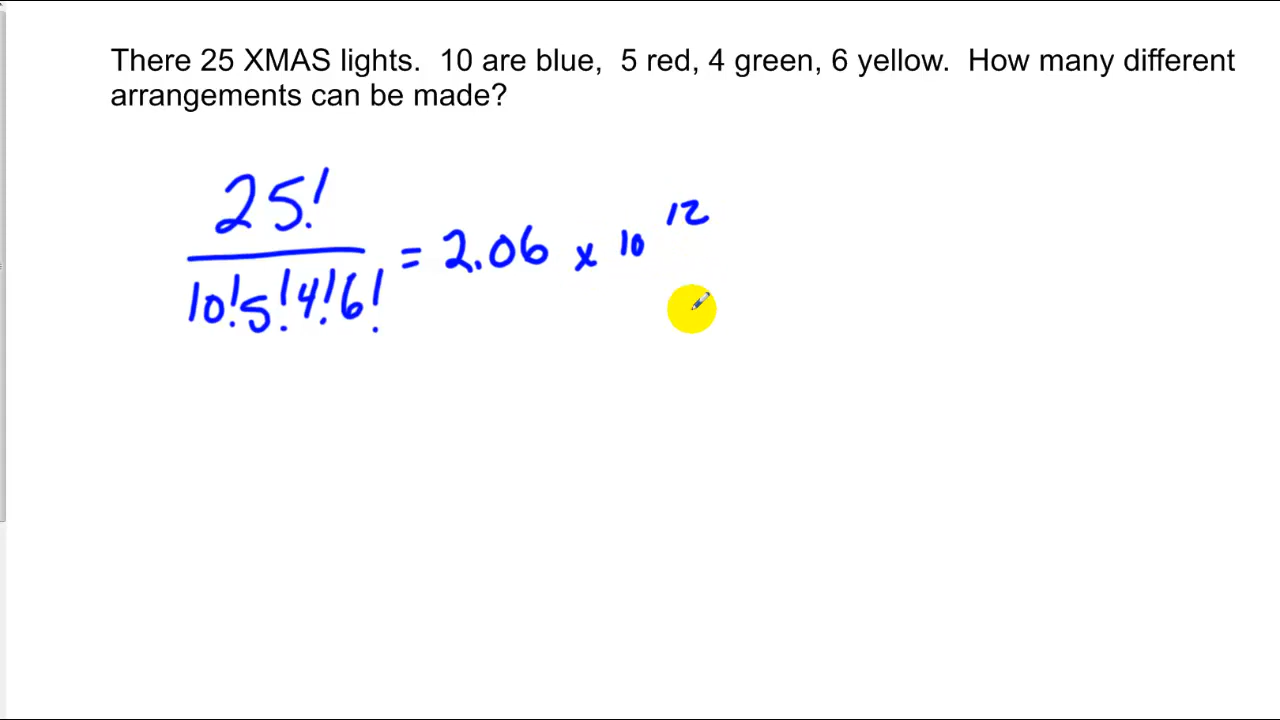 There 25 XMAS lights.  10 are blue,  5 red, 4 green, 6 yellow.  How many different
arrangements can be made?
25!
10!5!4!6!
= 2.06 x 10 12